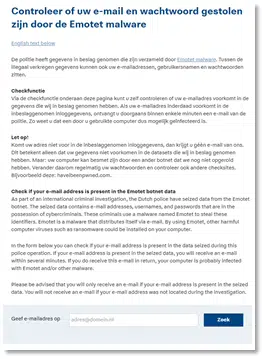 Controleer of uw e-mail en wachtwoord gestolen
zijn door de Emotet malware
English text below
De politie heeft gegevens in beslag genomen die zijn verzameld door Emotet malware. Tussen de
illegaal verkregen gegevens kunnen ook uw e-mailadressen, gebruikersnamen en wachtwoorden
zitten.
Checkfunctie
Via de checkfunctie onderaan deze pagina kunt u zelf controleren of uw e-mailadres voorkomt in de
gegevens die wij in beslag genomen hebben. Als uw e-mailadres inderdaad voorkomt in de
inbeslaggenomen inloggegevens, ontvangt u doorgaans binnen enkele minuten een e-mail van de
politie. Zo weet u dat een door u gebruikte computer dus mogelijk geïnfecteerd is.
Let op!
Komt uw adres niet voor in de inbeslaggenomen inloggegevens, dan krijgt u géén e-mail van ons.
Dit betekent alleen dat uw gegevens niet voorkomen in de data die wij in beslag genomen
hebben. Maar: uw computer kan besmet zijn door een ander botnet dat we nog niet opgerold
hebben. Verander daarom regelmatig uw wachtwoorden en controleer ook andere checksites.
Bijvoorbeeld deze: haveibeenpwned.com.
Check if your e-mail address is present in the Emotet botnet data
As part of an international criminal investigation, the Dutch police have seized data from the Emotet
botnet. The seized data contains e-mail addresses, usernames, and passwords that are in the
possession of cybercriminals. These criminals use a malware named Emotet to steal these
identifiers. Emotet is a malware that distributes itself via e-mail. By using Emotet, other harmful
computer viruses such as ransomware could be installed on your computer.
In the form below you can check if your e-mail address is present in the data seized during this
police operation. If your e-mail address is present in the data seized, you will receive an e-mail
within several minutes. If you do receive this e-mail in return, your computer is probably infected
with Emotet and/or other malware.
Please be advised that you will only receive an e-mail if your e-mail address is in the data seized.
You will not receive an e-mail if your e-mail address was not located during the investigation.
Geef e-mailadres op
adres@domein.nl
Zoek